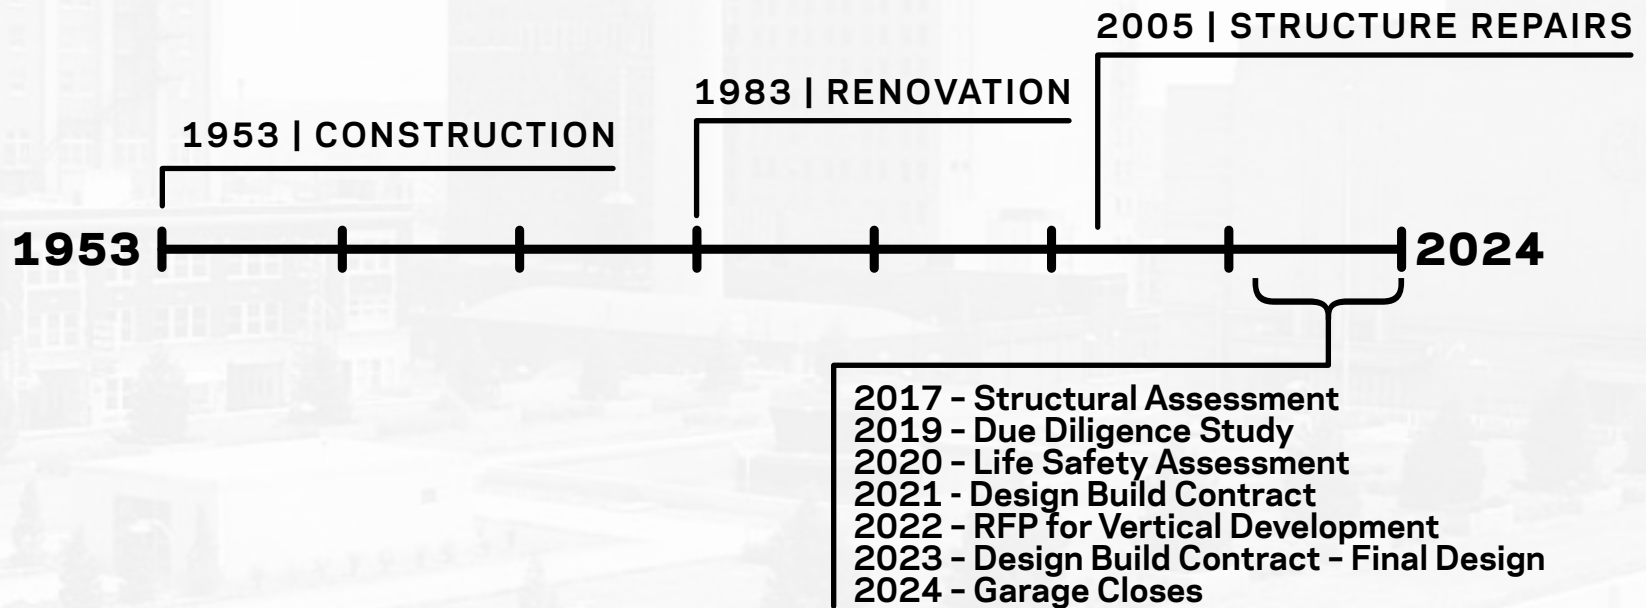 2005 | STRUCTURE REPAIRS
1983 | RENOVATION
1953 | CONSTRUCTION
1953
2024
2017 – Structural Assessment
2019 – Due Diligence Study
2020 – Life Safety Assessment
2021 - Design Build Contract
2022 – RFP for Vertical Development
2023 – Design Build Contract – Final Design
2024 – Garage Closes